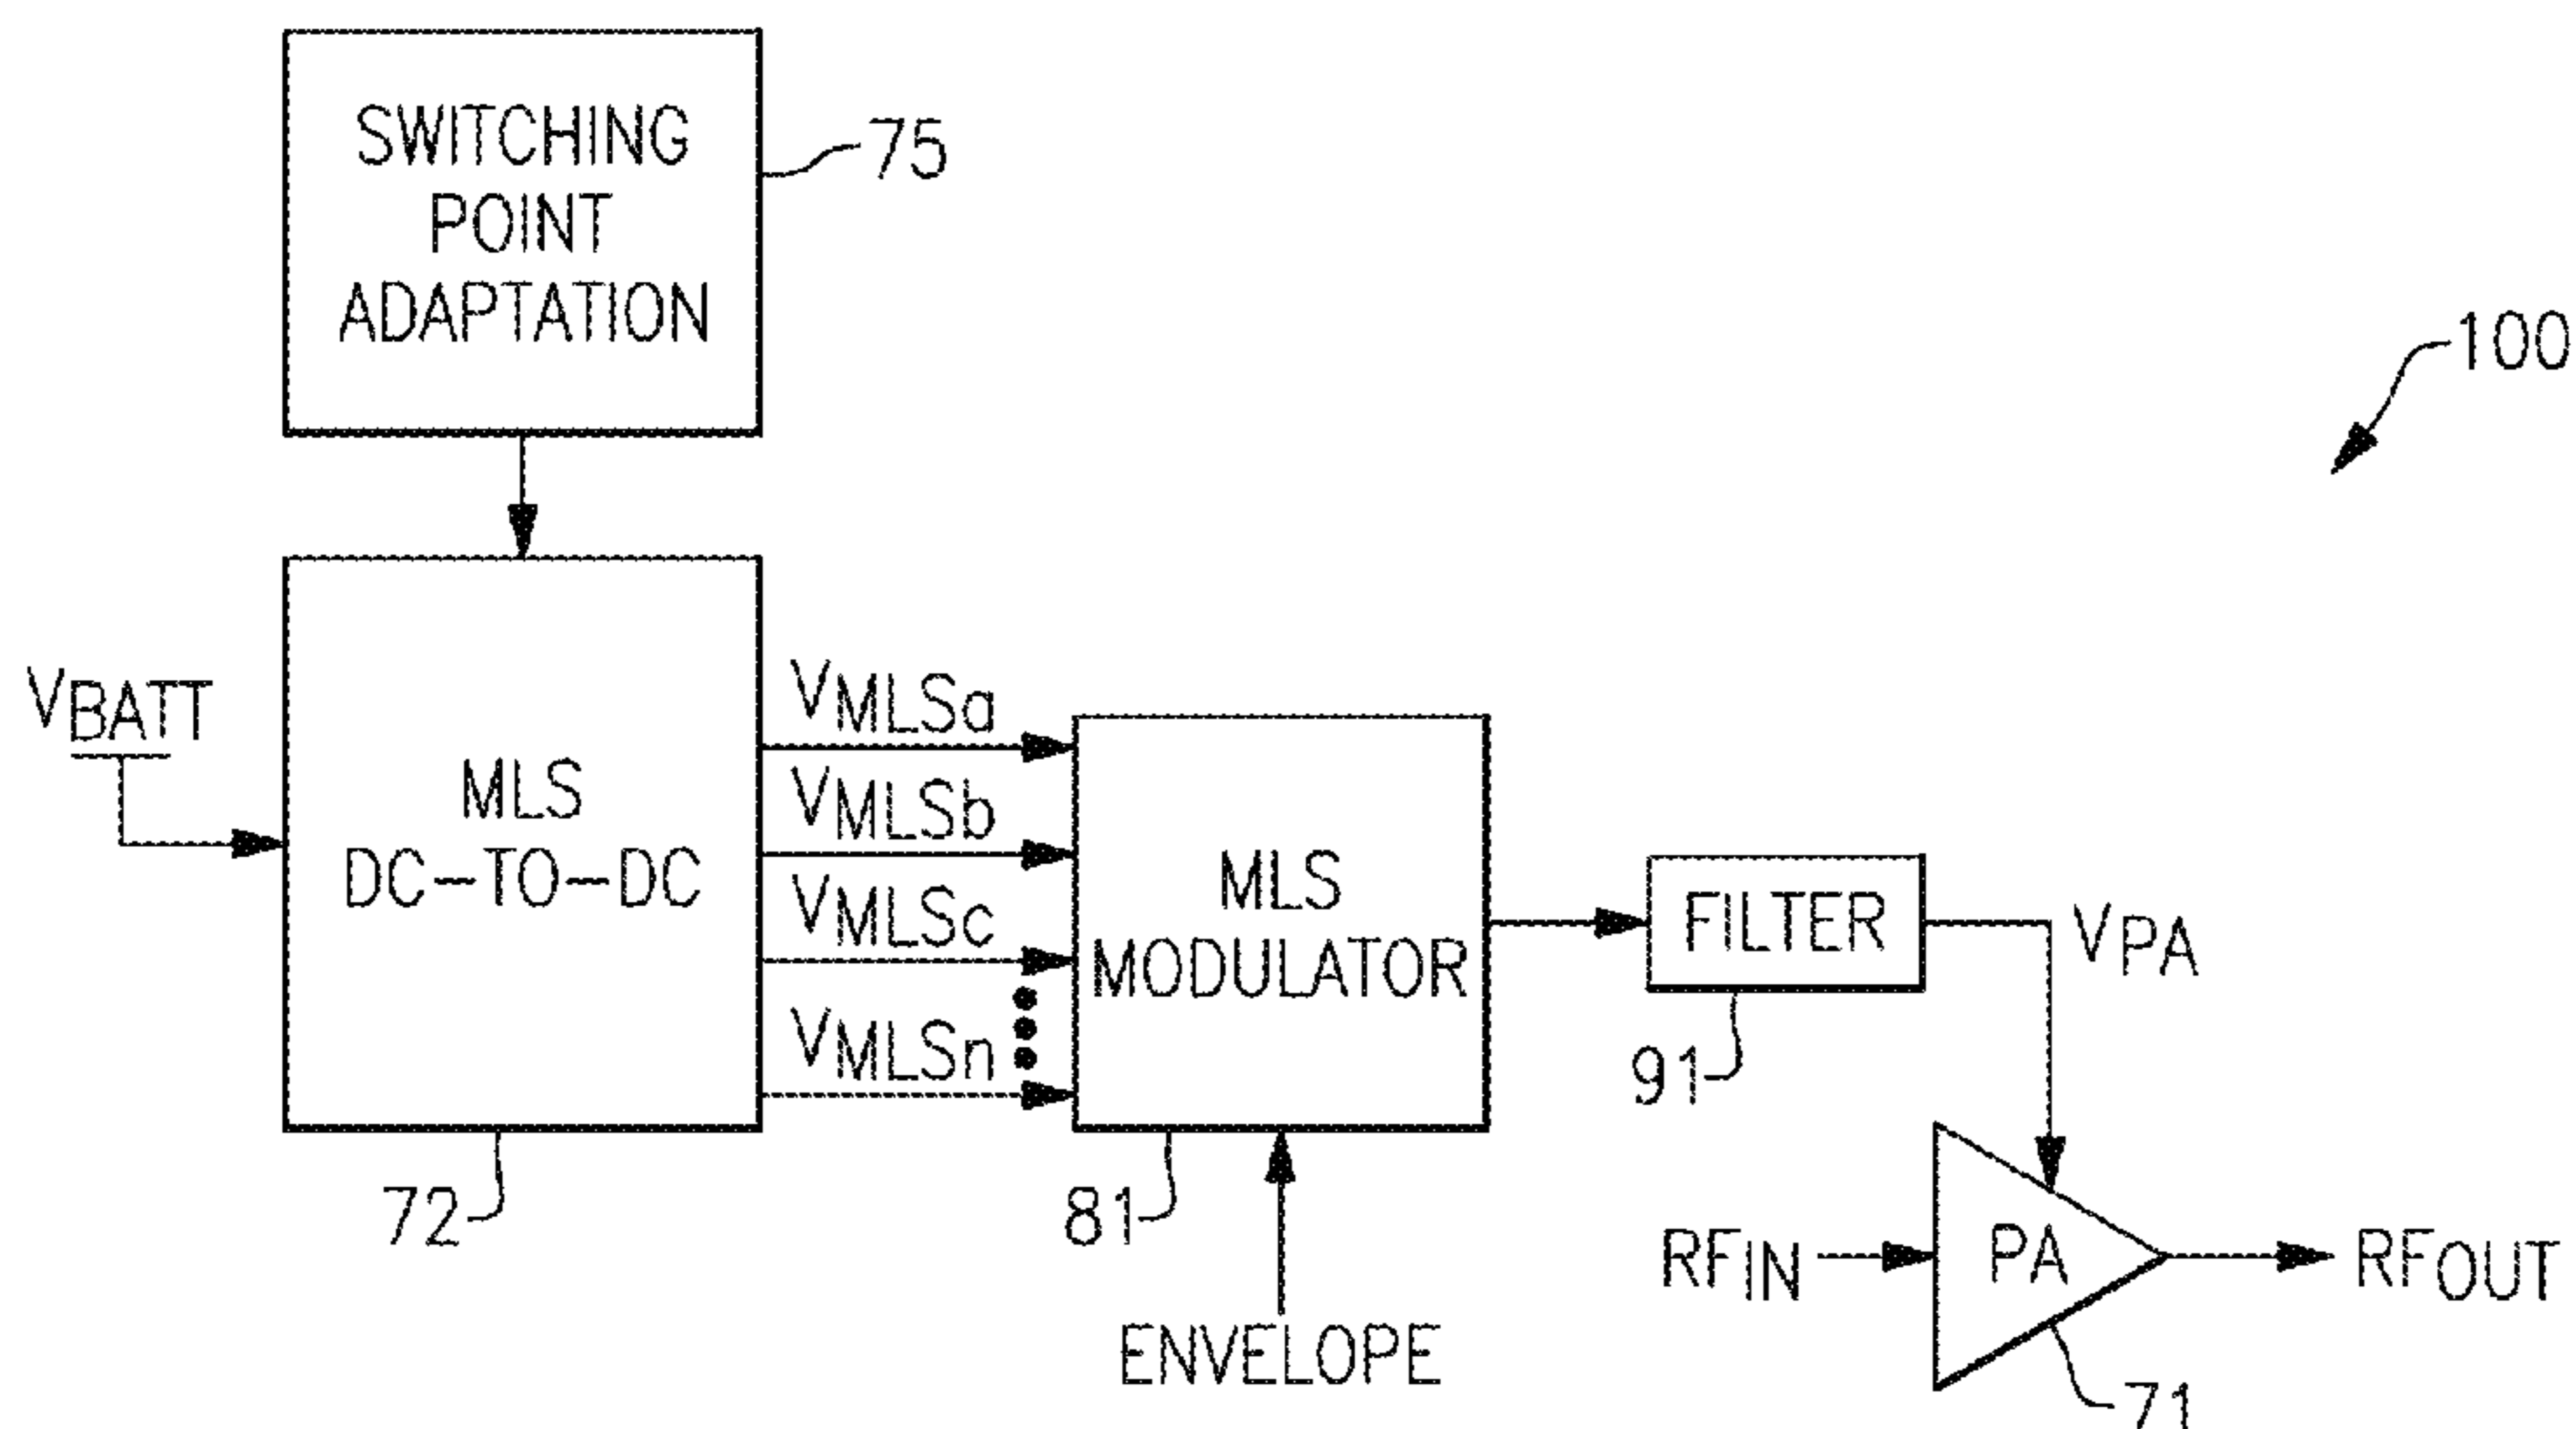 SWITCHING
POINT
ADAPTATION
75
100
VBATT
MLS
DC-TO-DC
72
VMLSa
VMLSb
VMLSc
VMLSn
MLS
MODULATOR
81
ENVELOPE
FILTER
91
VPA
RFIN
PA
RFOUT
71